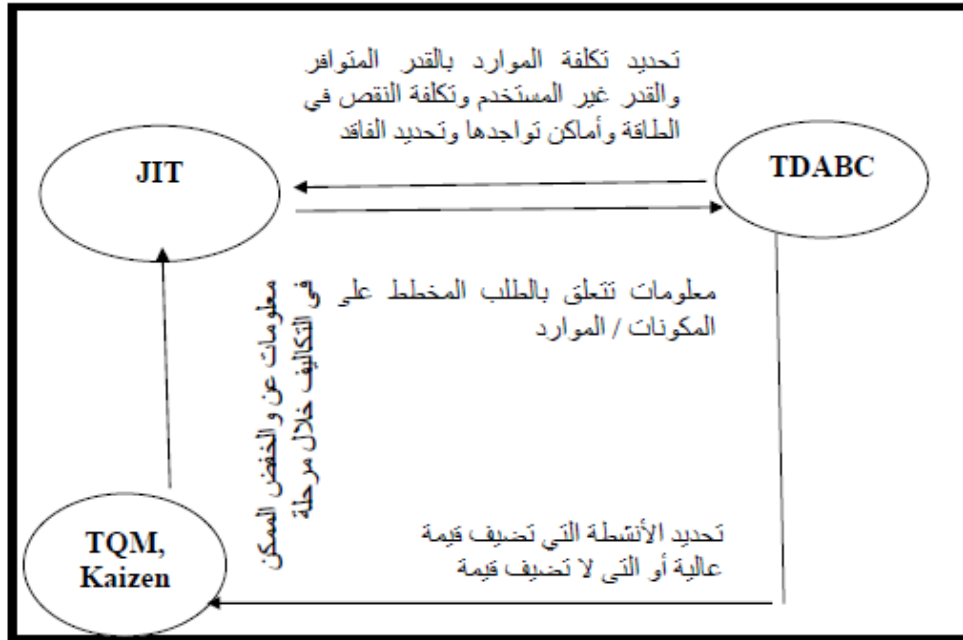 تحديد تكلفة الموارد بالقدر المتوافر
والقدر غير المستخدم وتكلفة النقص في
الطاقة وأماكن تواجدها وتحديد الفاقد
JIT
TDABC
معلومات تتعلق بالطلب المخطط على
المكونات / الموارد
معلومات عن والخفض الممكن
في التكاليف خلال مرحلة
تحديد الأنشطة التي تضيف قيمة
عالية أو التي لا تضيف قيمة
TQM,
Kaizen